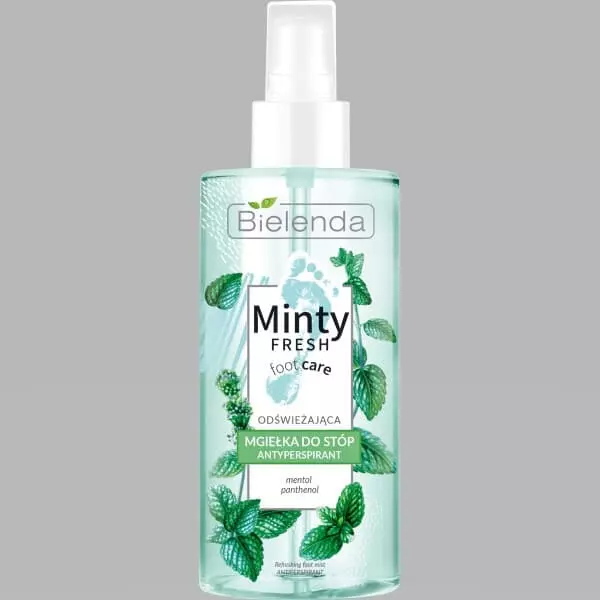 Bielenda
Minty
FRESH
foot care
ODŚWIEŻAJĄCA
MGIEŁKA DO STÓP
ANTYPERSPIRANT
mentol
panthenol
Refreshing foot mist
ANTIPERSPIRANT